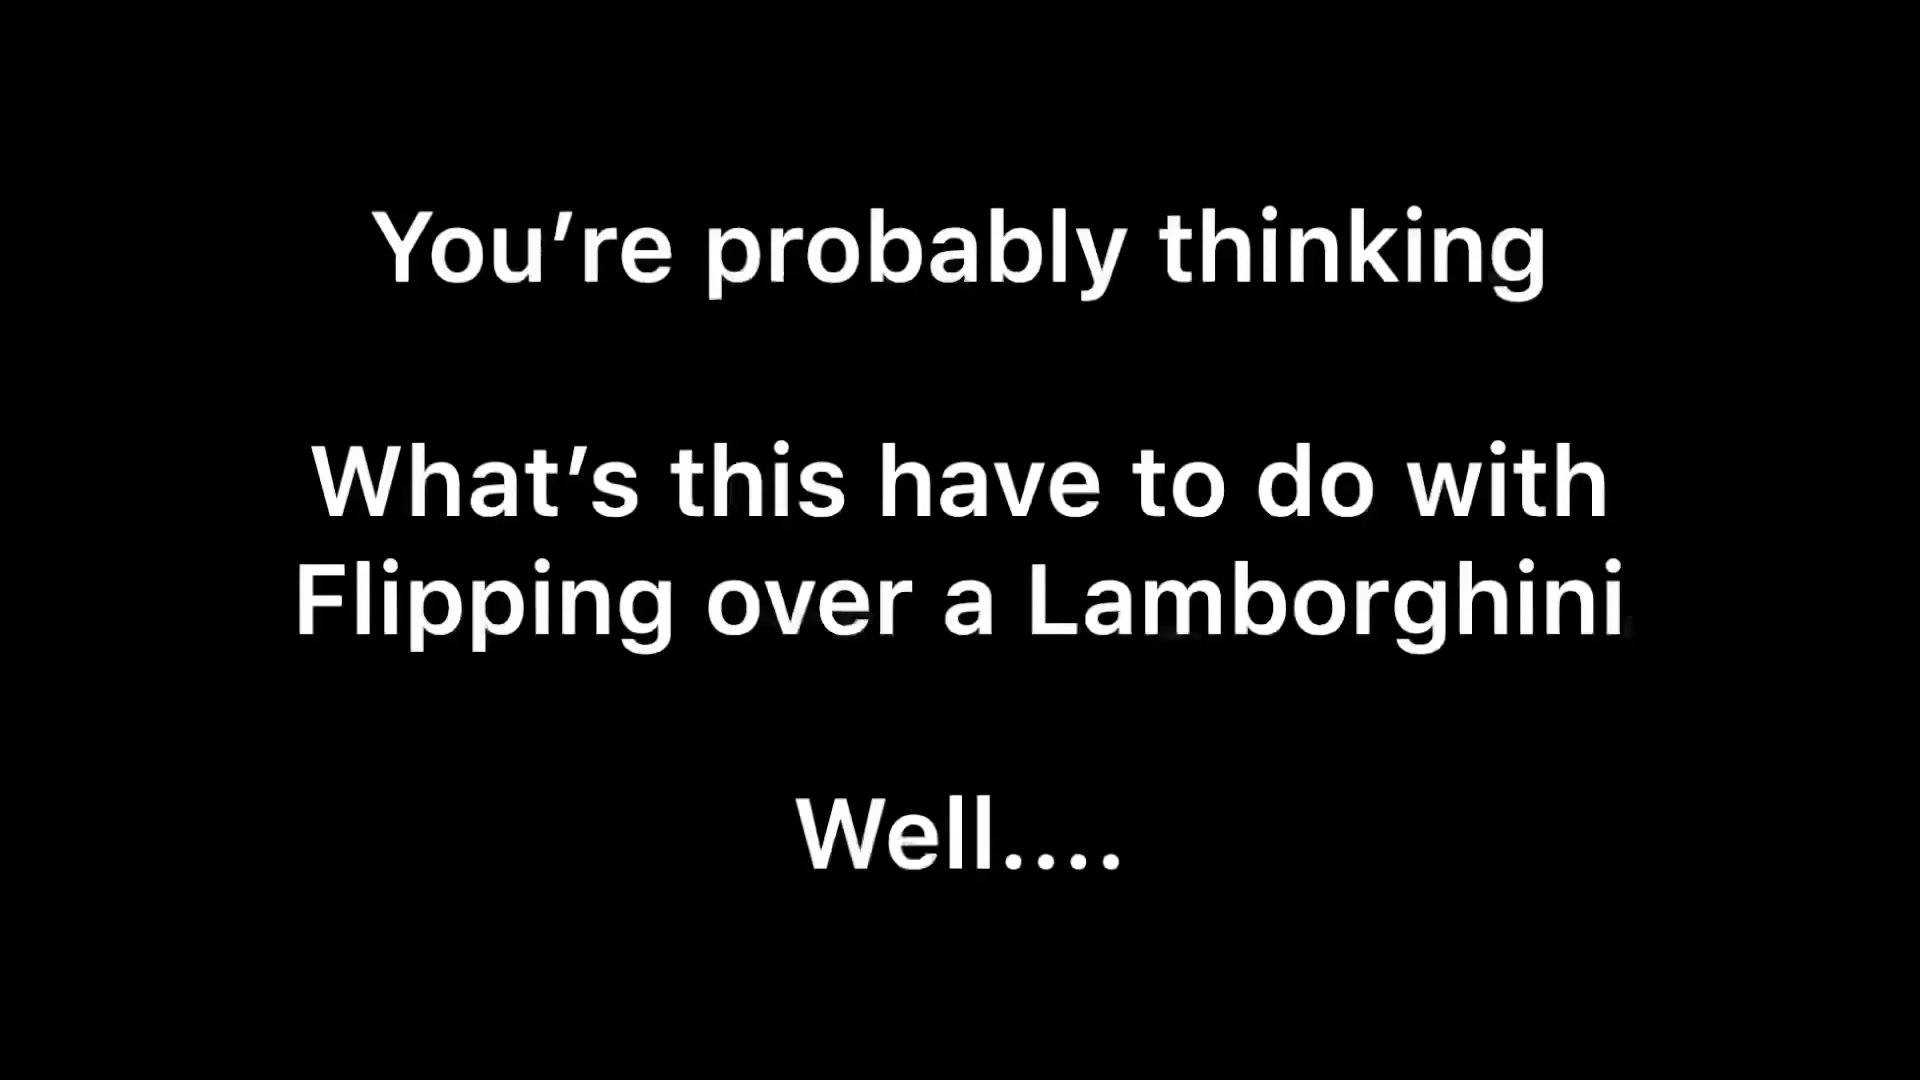 You’re probably thinking
What’s this have to do with
Flipping over a Lamborghini
Well....